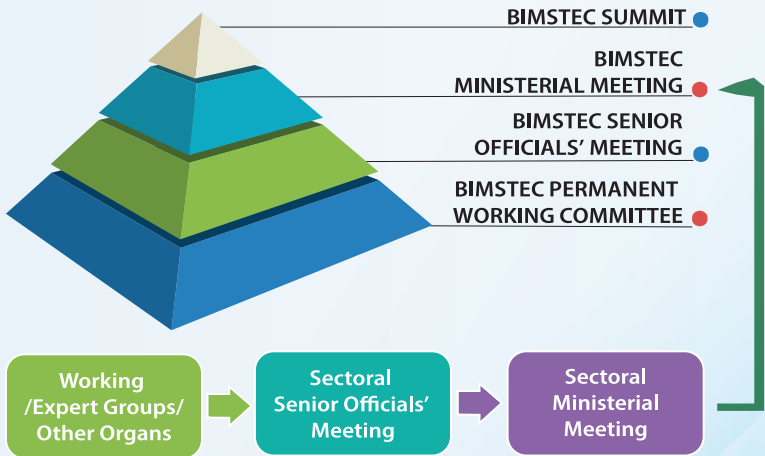 BIMSTEC SUMMIT
BIMSTEC
MINISTERIAL MEETING
BIMSTEC SENIOR
OFFICIALS’ MEETING
BIMSTEC PERMANENT
WORKING COMMITTEE
Working
/Expert Groups/
Other Organs
Sectoral
Senior Officials’
Meeting
Sectoral
Ministerial
Meeting